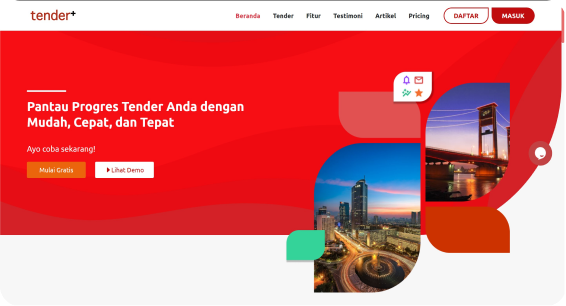 tender+
Beranda Tender Fitur Testimoni Artikel Pricing DAFTAR MASUK
Pantau Progres Tender Anda dengan
Mudah, Cepat, dan Tepat
Ayo coba sekarang!
Mulai Gratis Lihat Demo